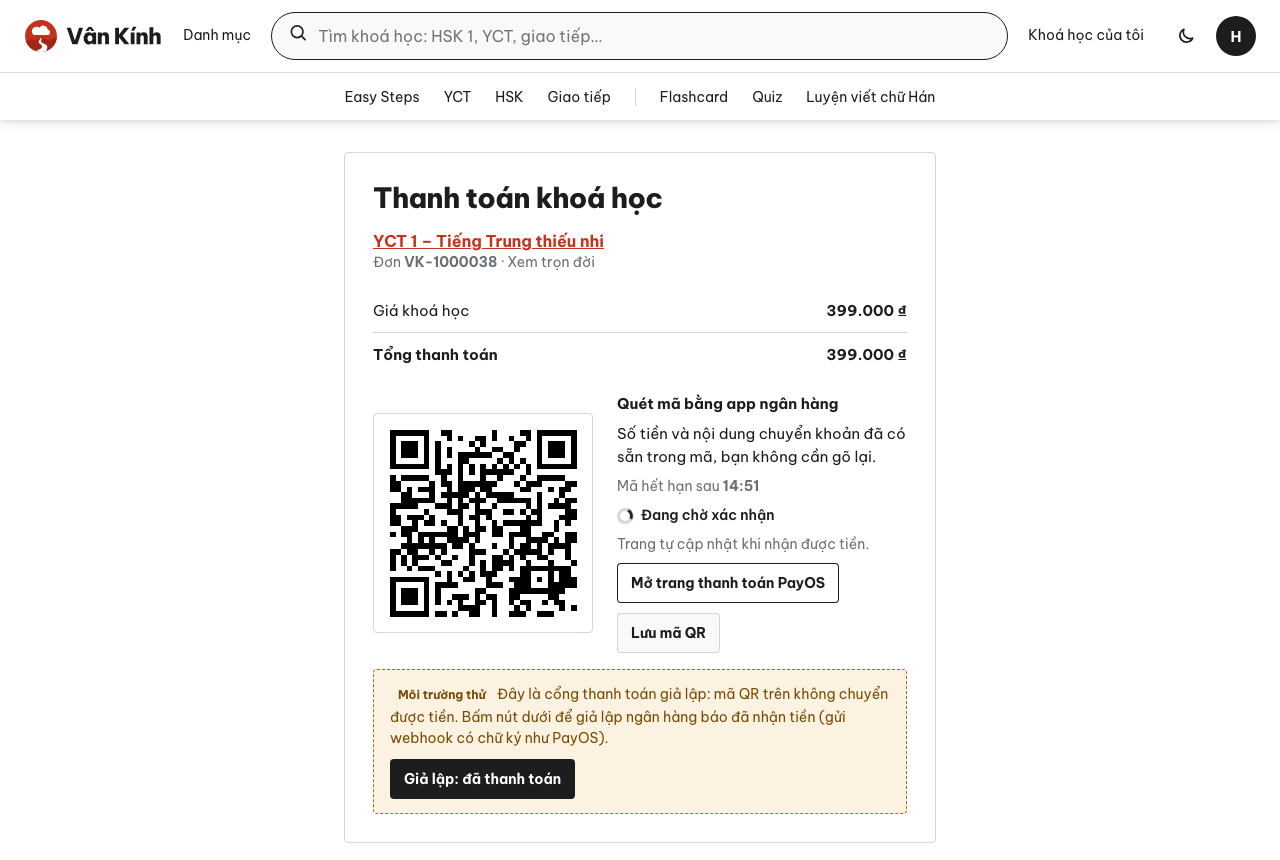 Vân Kính
Danh mục
Tìm khoá học: HSK 1, YCT, giao tiếp...
Khoá học của tôi
H
Easy Steps
YCT
HSK
Giao tiếp
Flashcard
Quiz
Luyện viết chữ Hán
Thanh toán khoá học
YCT 1 – Tiếng Trung thiếu nhi
Đơn VK-1000038 · Xem trọn đời
Giá khoá học 399.000 ₫
Tổng thanh toán 399.000 ₫
Quét mã bằng app ngân hàng
Số tiền và nội dung chuyển khoản đã có
sẵn trong mã, bạn không cần gõ lại.
Mã hết hạn sau 14:51
Đang chờ xác nhận
Trang tự cập nhật khi nhận được tiền.
Mở trang thanh toán PayOS
Lưu mã QR
Môi trường thử Đây là cổng thanh toán giả lập: mã QR trên không chuyển
được tiền. Bấm nút dưới để giả lập ngân hàng báo đã nhận tiền (gửi
webhook có chữ ký như PayOS).
Giả lập: đã thanh toán